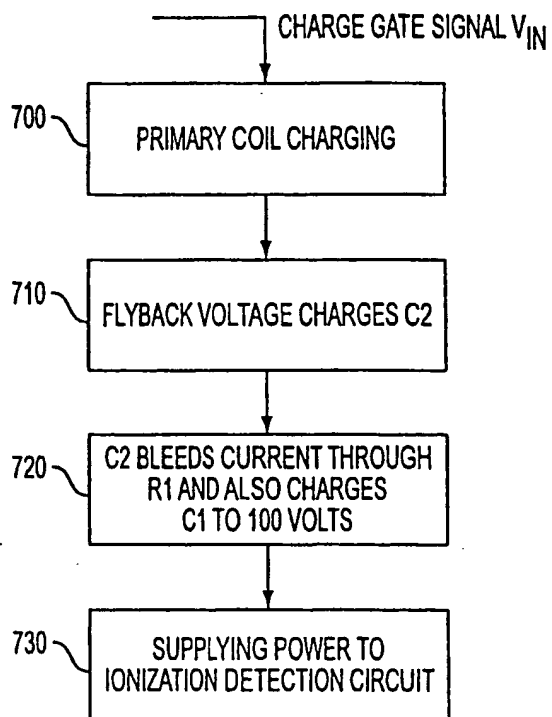 CHARGE GATE SIGNAL VIN
700
PRIMARY COIL CHARGING
710
FLYBACK VOLTAGE CHARGES C2
720
C2 BLEEDS CURRENT THROUGH
R1 AND ALSO CHARGES
C1 TO 100 VOLTS
730
SUPPLYING POWER TO
IONIZATION DETECTION CIRCUIT